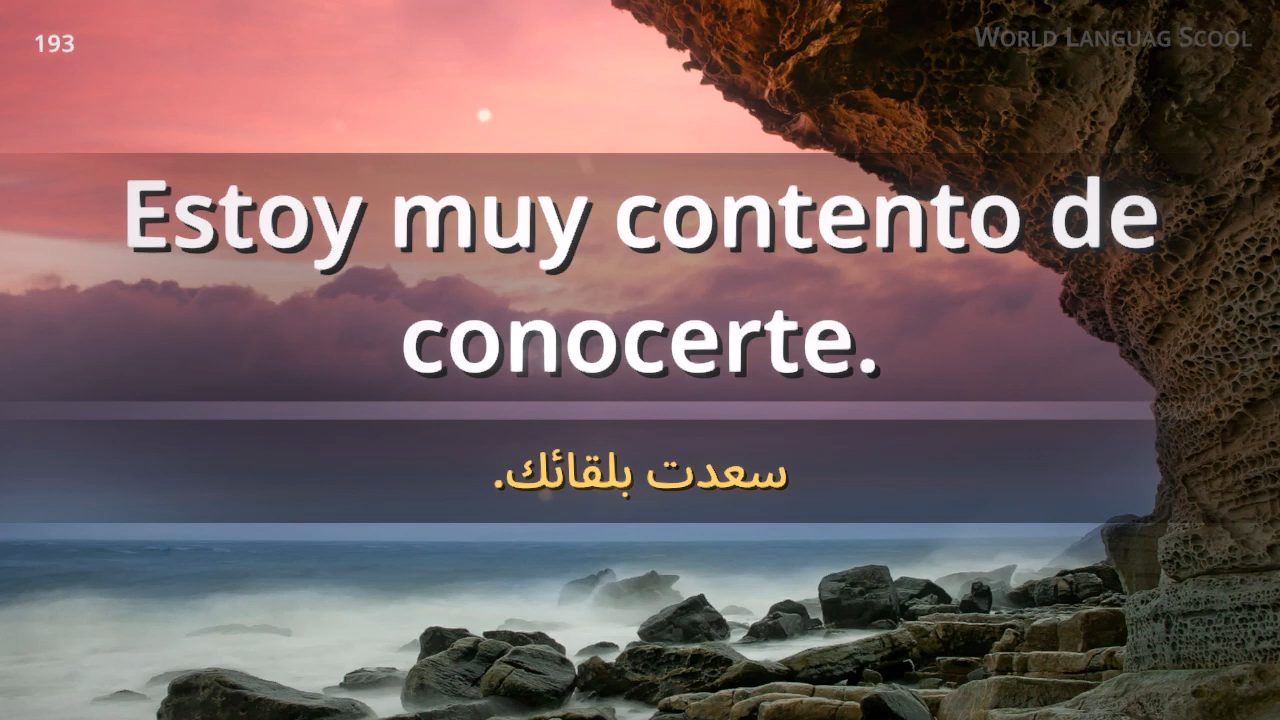 193
World Languag Scool
Estoy muy contento de
conocerte.
سعدت بلقائك.